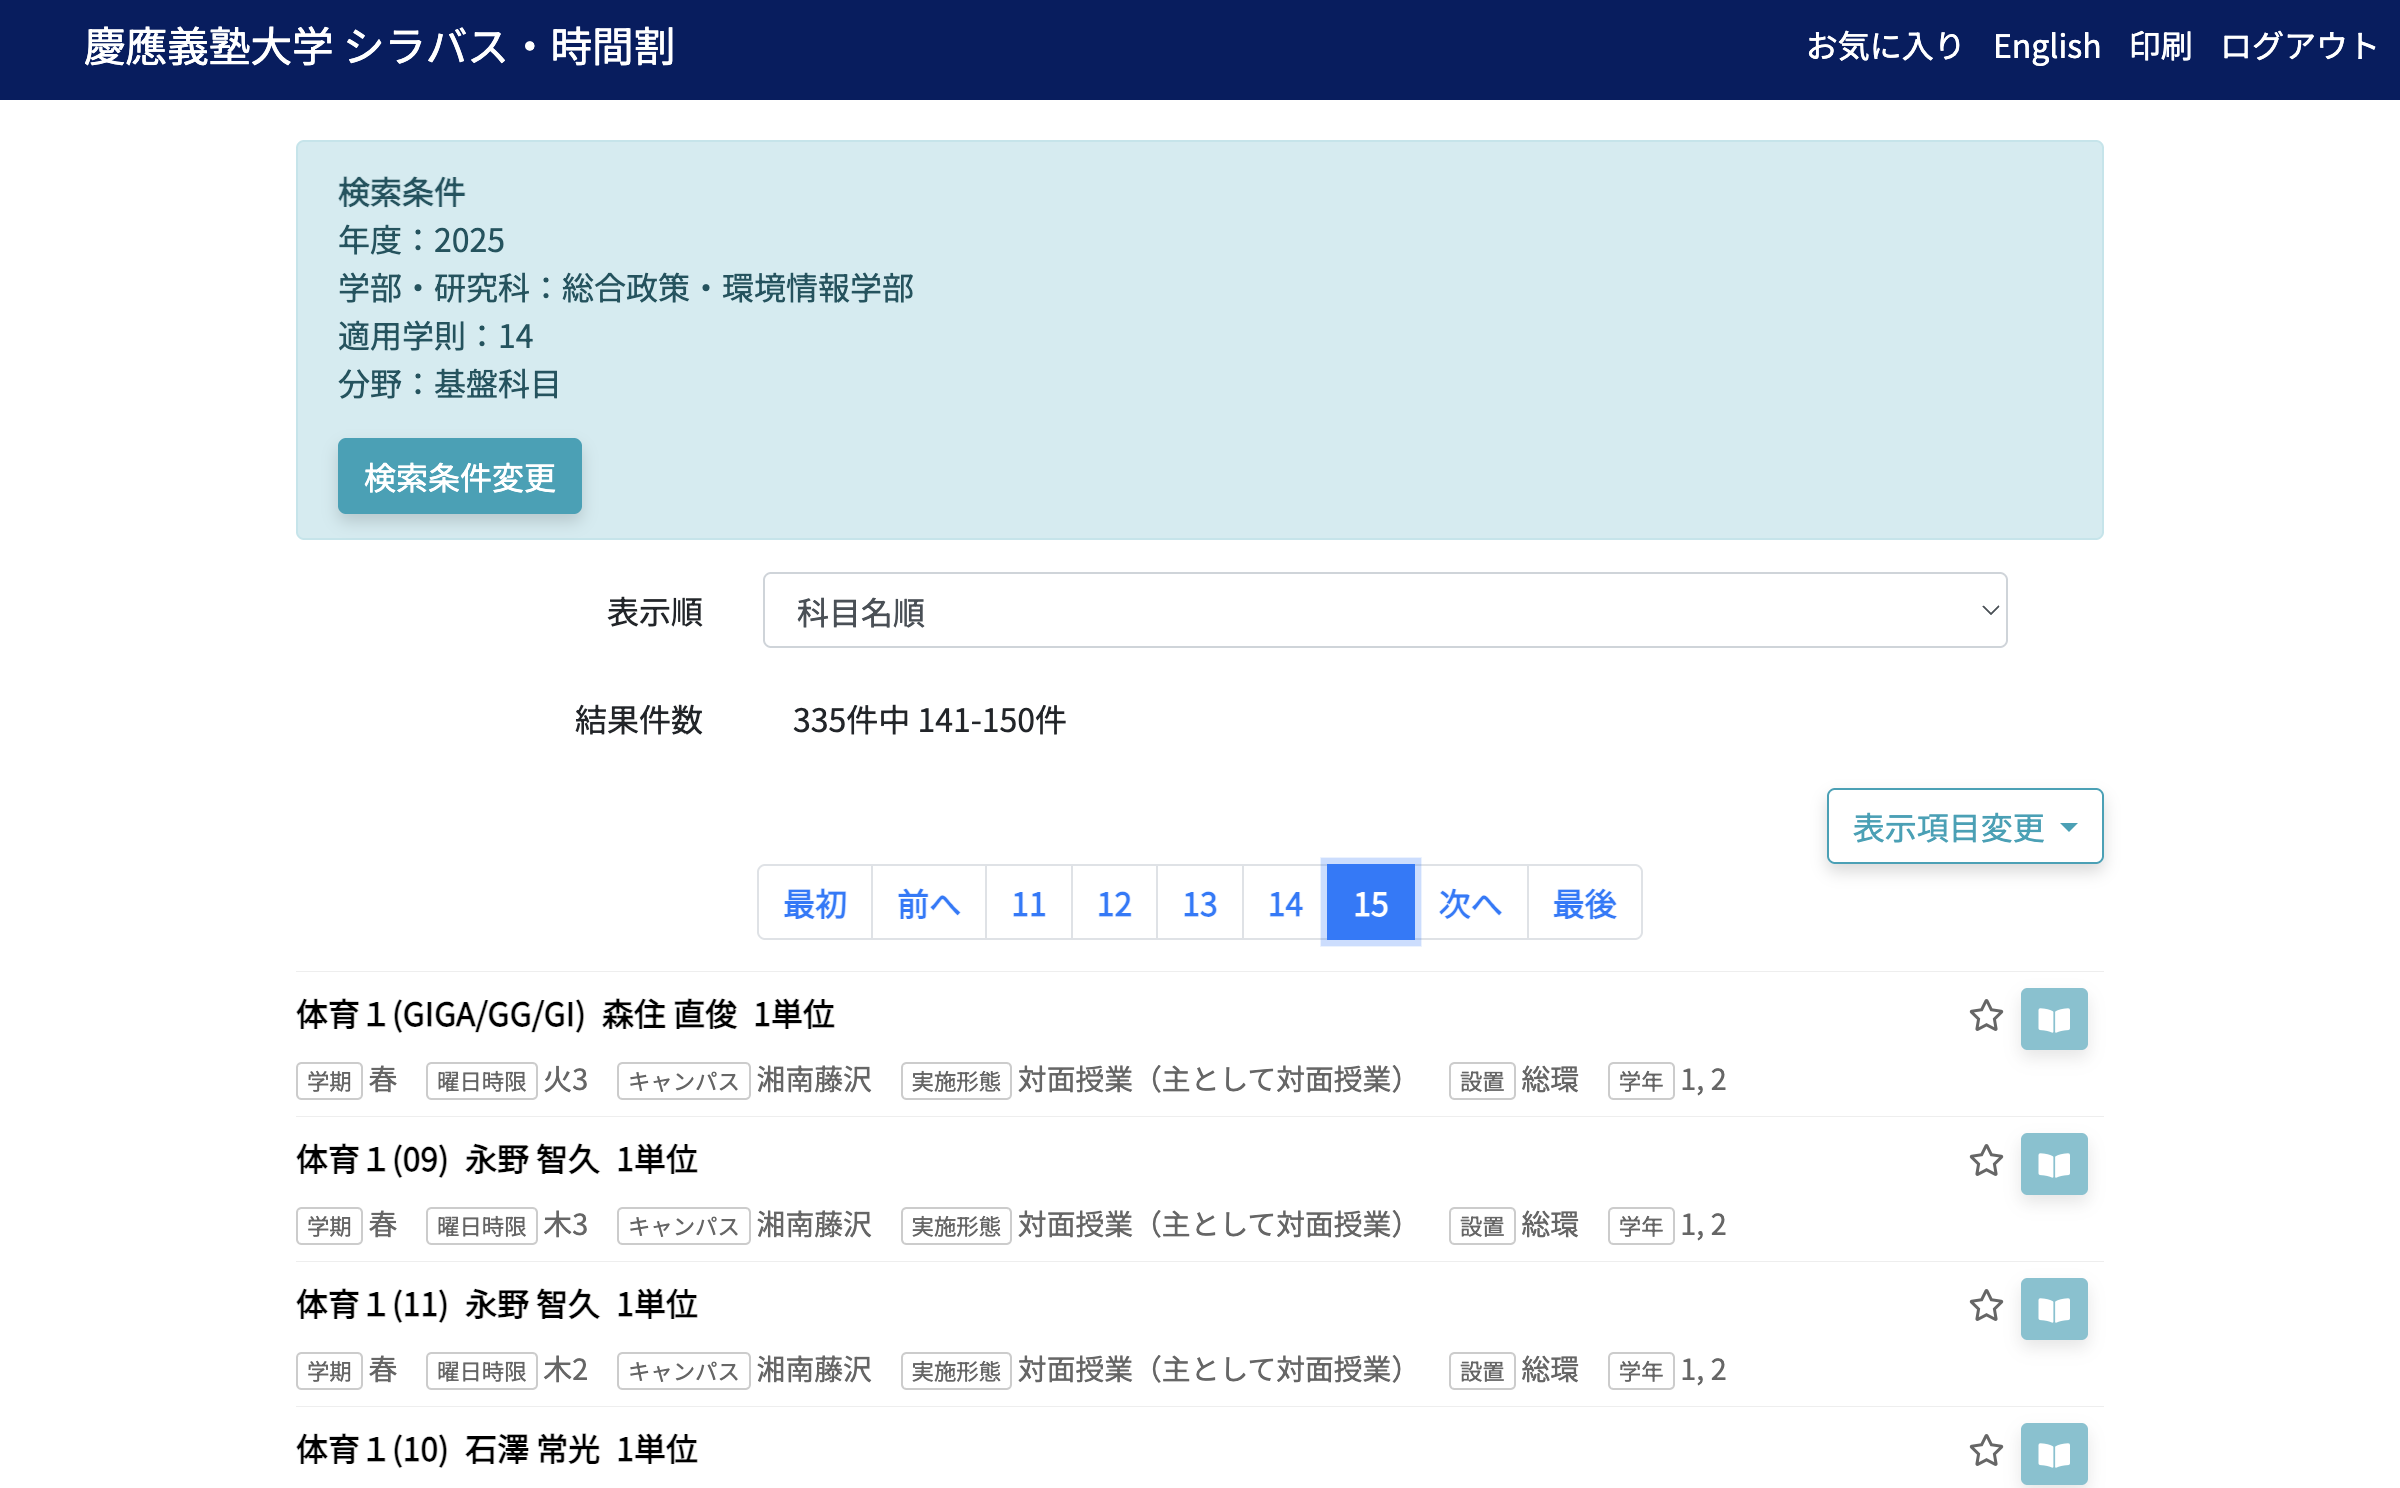 慶應義塾大学 シラバス・時間割
お気に入り English 印刷 ログアウト
検索条件
年度：2025
学部・研究科：総合政策・環境情報学部
適用学則：14
分野：基盤科目
検索条件変更
表示順 科目名順
結果件数 335件中 141-150件
表示項目変更
最初 前へ 11 12 13 14 15 次へ 最後
体育１(GIGA/GG/GI) 森住 直俊 1単位
学期 春 曜日時限 火3 キャンパス 湘南藤沢 実施形態 対面授業（主として対面授業） 設置 総環 学年 1, 2
体育１(09) 永野 智久 1単位
学期 春 曜日時限 木3 キャンパス 湘南藤沢 実施形態 対面授業（主として対面授業） 設置 総環 学年 1, 2
体育１(11) 永野 智久 1単位
学期 春 曜日時限 木2 キャンパス 湘南藤沢 実施形態 対面授業（主として対面授業） 設置 総環 学年 1, 2
体育１(10) 石澤 常光 1単位